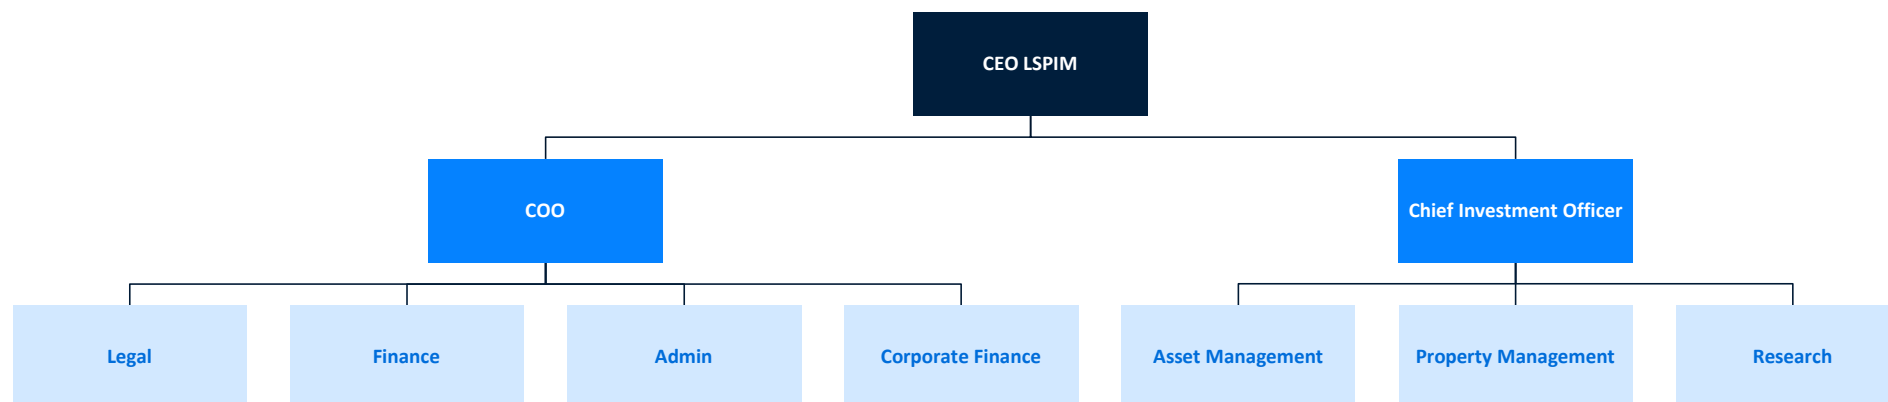 CEO LSPIM
COO
Chief Investment Officer
Legal
Finance
Admin
Corporate Finance
Asset Management
Property Management
Research